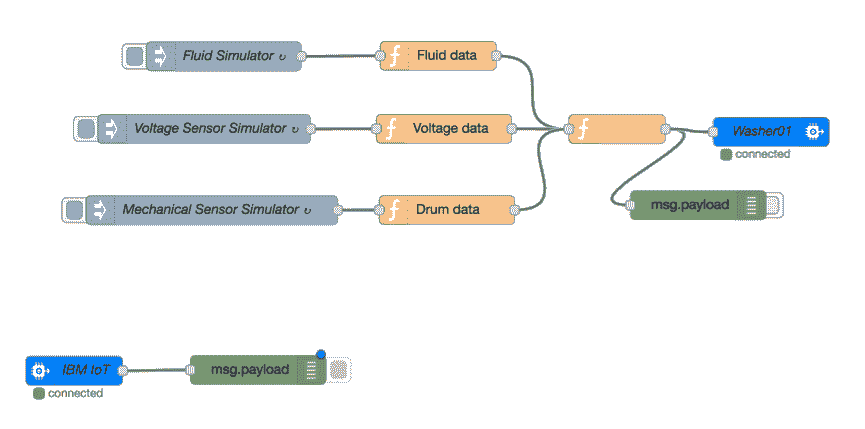 Fluid Simulator ↻
Fluid data
Voltage Sensor Simulator ↻
Voltage data
Washer01
connected
Mechanical Sensor Simulator ↻
Drum data
msg.payload
IBM IoT
msg.payload
connected